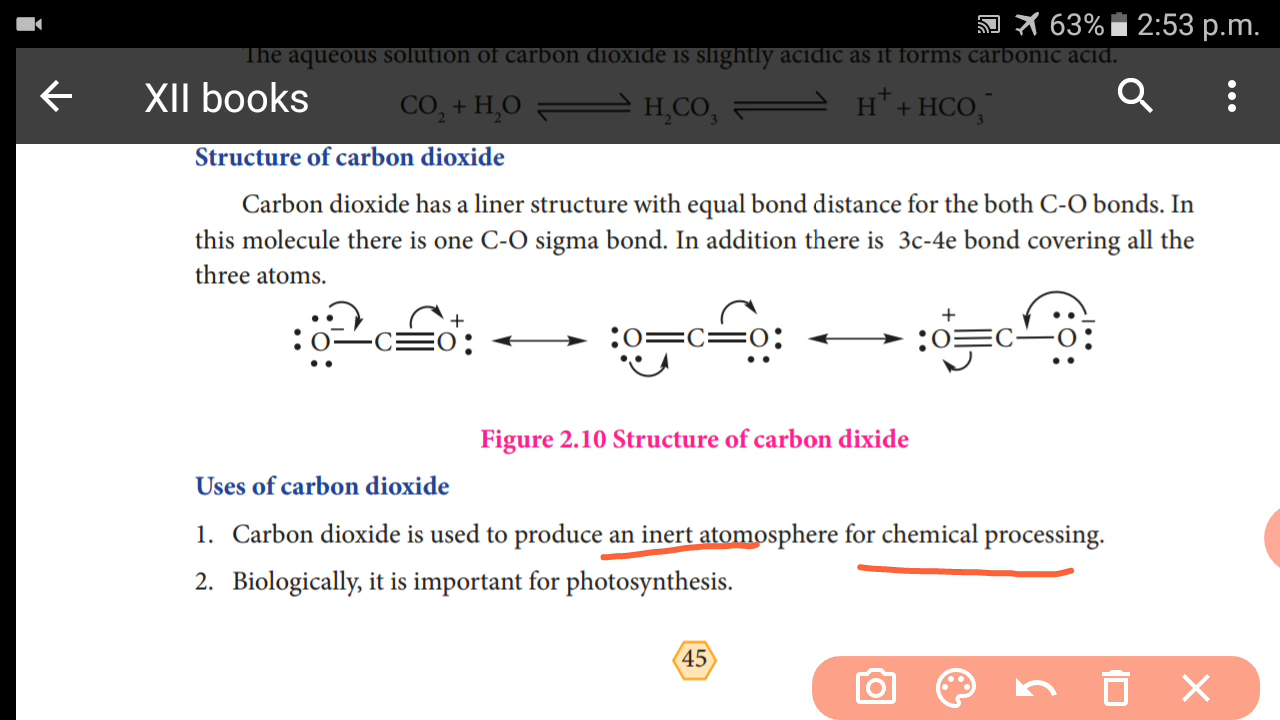 63% 2:53 p.m.
The aqueous solution of carbon dioxide is slightly acidic as it forms carbonic acid.
XII books
CO₂ + H₂O ⇌ H₂CO₃ ⇌ H⁺ + HCO₃⁻
Structure of carbon dioxide
Carbon dioxide has a liner structure with equal bond distance for the both C-O bonds. In
this molecule there is one C-O sigma bond. In addition there is 3c-4e bond covering all the
three atoms.
:O⁻—C≡O⁺: ↔ :O=C=O: ↔ :O⁺≡C—O⁻:
Figure 2.10 Structure of carbon dixide
Uses of carbon dioxide
1. Carbon dioxide is used to produce an inert atomosphere for chemical processing.
2. Biologically, it is important for photosynthesis.
45